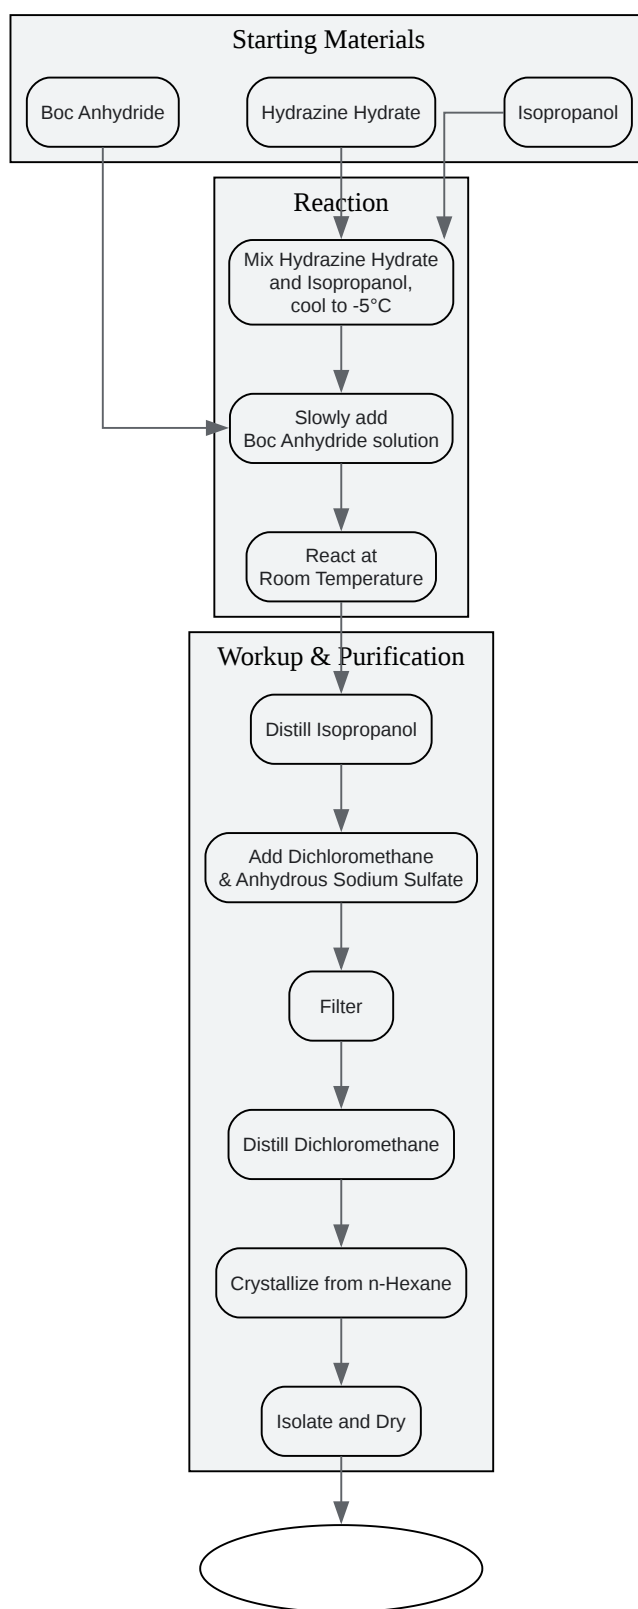 Starting Materials
Boc Anhydride
Hydrazine Hydrate
Isopropanol
Reaction
Mix Hydrazine Hydrate
and Isopropanol,
cool to -5°C
Slowly add
Boc Anhydride solution
React at
Room Temperature
Workup & Purification
Distill Isopropanol
Add Dichloromethane
& Anhydrous Sodium Sulfate
Filter
Distill Dichloromethane
Crystallize from n-Hexane
Isolate and Dry